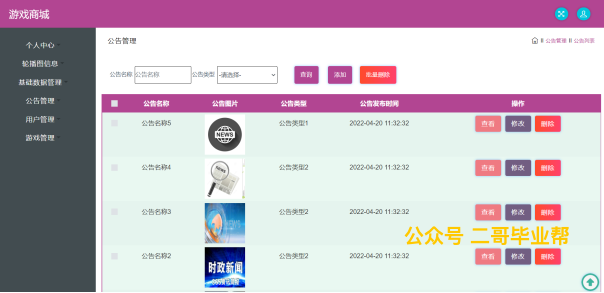 游戏商城
个人中心
轮播图信息
基础数据管理
公告管理
用户管理
游戏管理
公告管理
公告管理 公告列表
公告名称 公告名称 公告类型 -请选择- 查询 添加 批量删除
公告名称 公告图片 公告类型 公告发布时间 操作
公告名称5 NEWS 公告类型1 2022-04-20 11:32:32 查看 修改 删除
公告名称4 公告类型2 2022-04-20 11:32:32 查看 修改 删除
公告名称3 公告类型2 2022-04-20 11:32:32 查看 修改 删除
公众号 二哥毕业帮
公告名称2 时政新闻 公告类型2 2022-04-20 11:32:32 查看 修改 删除